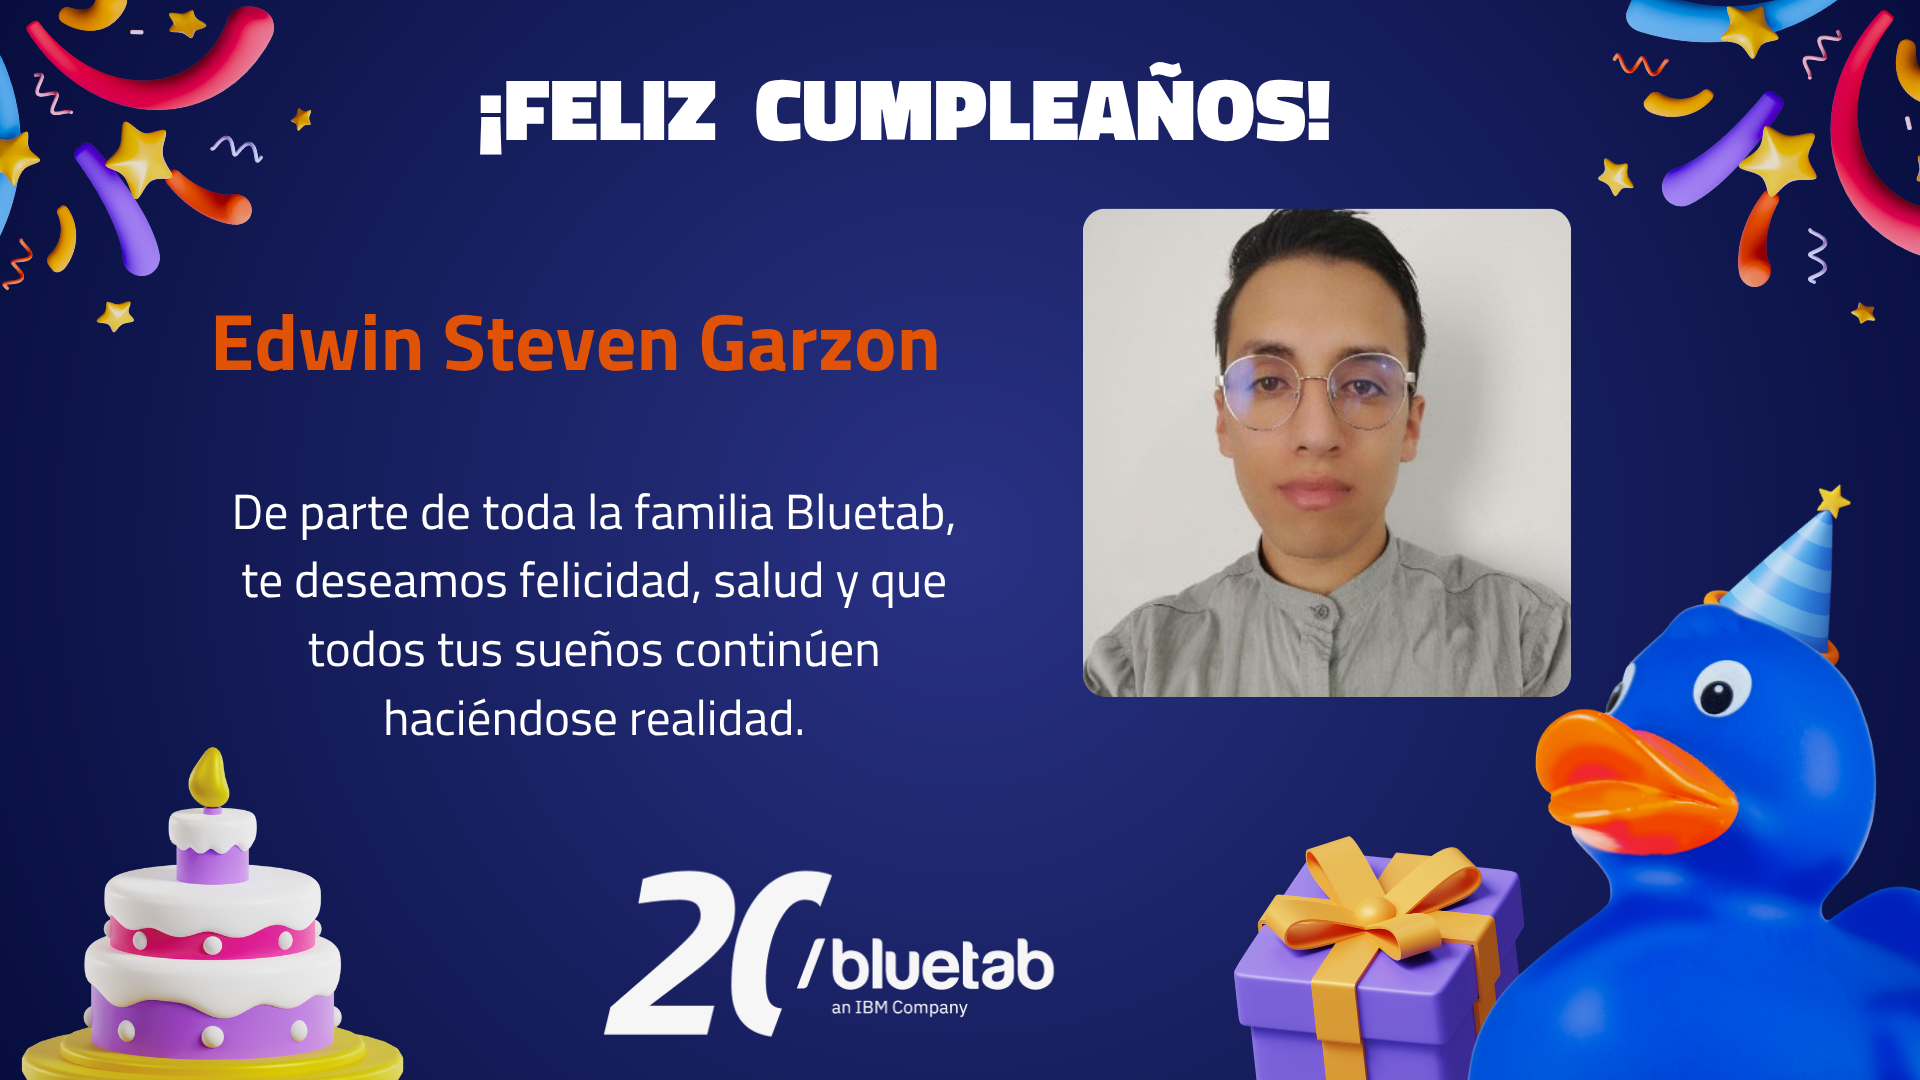 ¡FELIZ CUMPLEAÑOS!
Edwin Steven Garzon
De parte de toda la familia Bluetab,
te deseamos felicidad, salud y que
todos tus sueños continúen
haciéndose realidad.
20/bluetab
an IBM Company